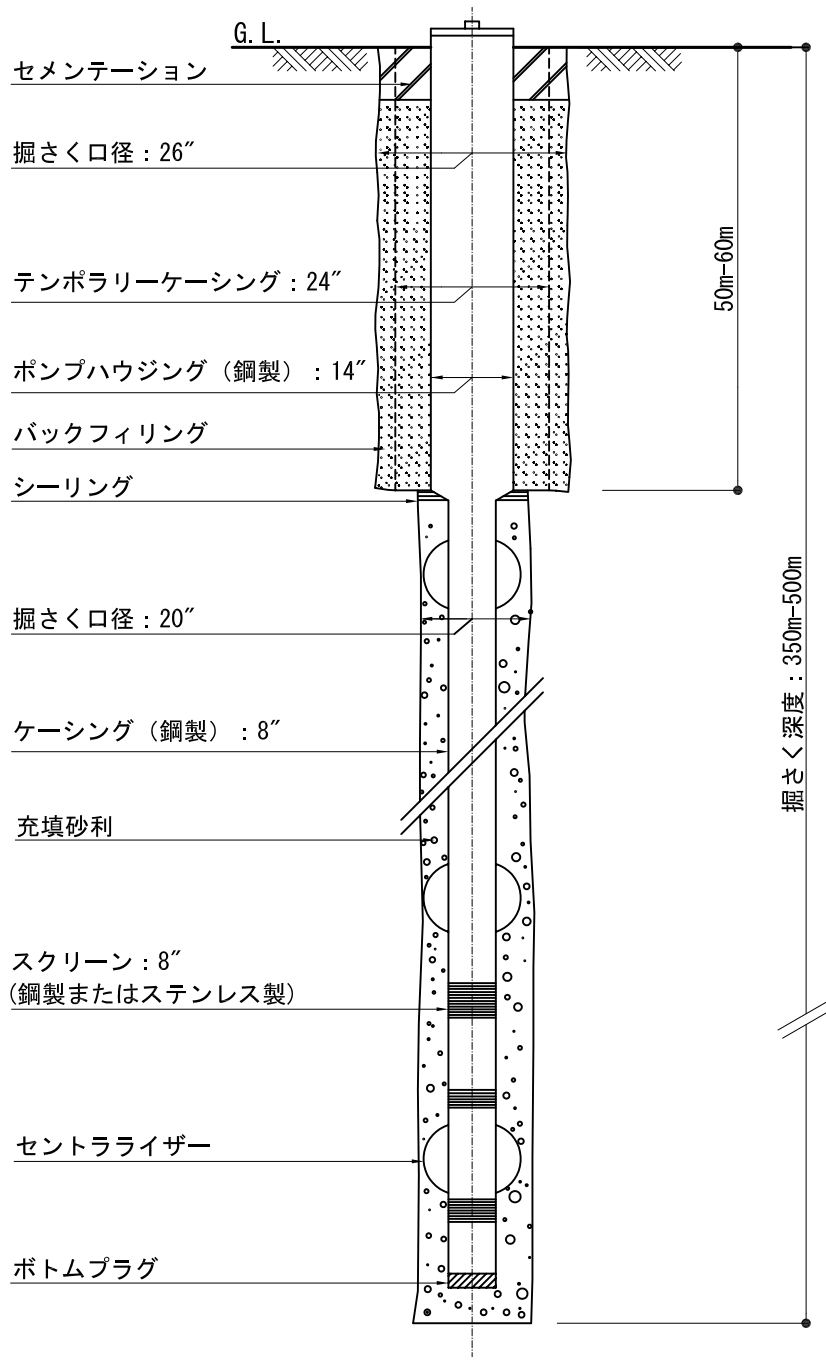 G.L.
セメンテーション
掘さく口径：26″
テンポラリーケーシング：24″
ポンプハウジング（鋼製）：14″
バックフィリング
シーリング
掘さく口径：20″
ケーシング（鋼製）：8″
充填砂利
スクリーン：8″
(鋼製またはステンレス製)
セントラライザー
ボトムプラグ
50m-60m
掘さく深度：350m-500m